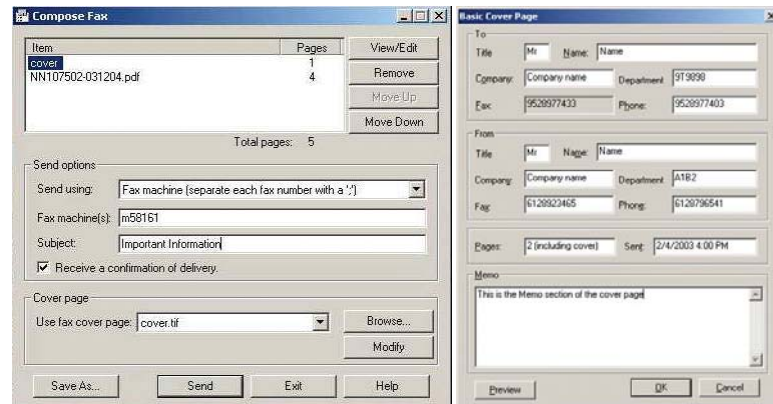 Compose Fax
Item Pages
cover 1
NN107502-031204.pdf 4
View/Edit
Remove
Move Up
Move Down
Total pages: 5
Send options
Send using: Fax machine (separate each fax number with a ';')
Fax machine(s): m58161
Subject: Important Information
Receive a confirmation of delivery.
Cover page
Use fax cover page: cover.tif
Browse...
Modify
Save As... Send Exit Help
Basic Cover Page
To
Title Mr Name: Name
Company: Company name Department 9T9898
Fax: 9528977433 Phone: 9528977403
From
Title Mr Name: Name
Company: Company name Department A1B2
Fax: 6128923465 Phone: 6128796541
Pages: 2 (including cover) Sent: 2/4/2003 4:00 PM
Memo
This is the Memo section of the cover page
Preview OK Cancel